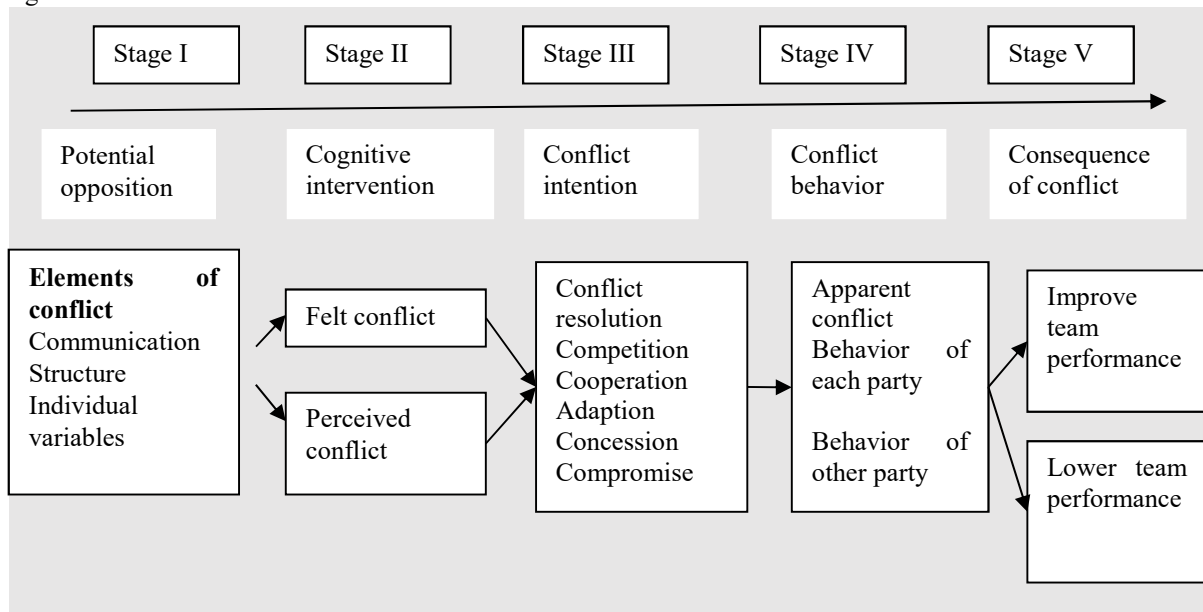 Stage I
Stage II
Stage III
Stage IV
Stage V
Potential
opposition
Cognitive
intervention
Conflict
intention
Conflict
behavior
Consequence
of conflict
Elements of
conflict
Communication
Structure
Individual
variables
Felt conflict
Perceived
conflict
Conflict
resolution
Competition
Cooperation
Adaption
Concession
Compromise
Apparent
conflict
Behavior of
each party
Behavior of
other party
Improve
team
performance
Lower team
performance